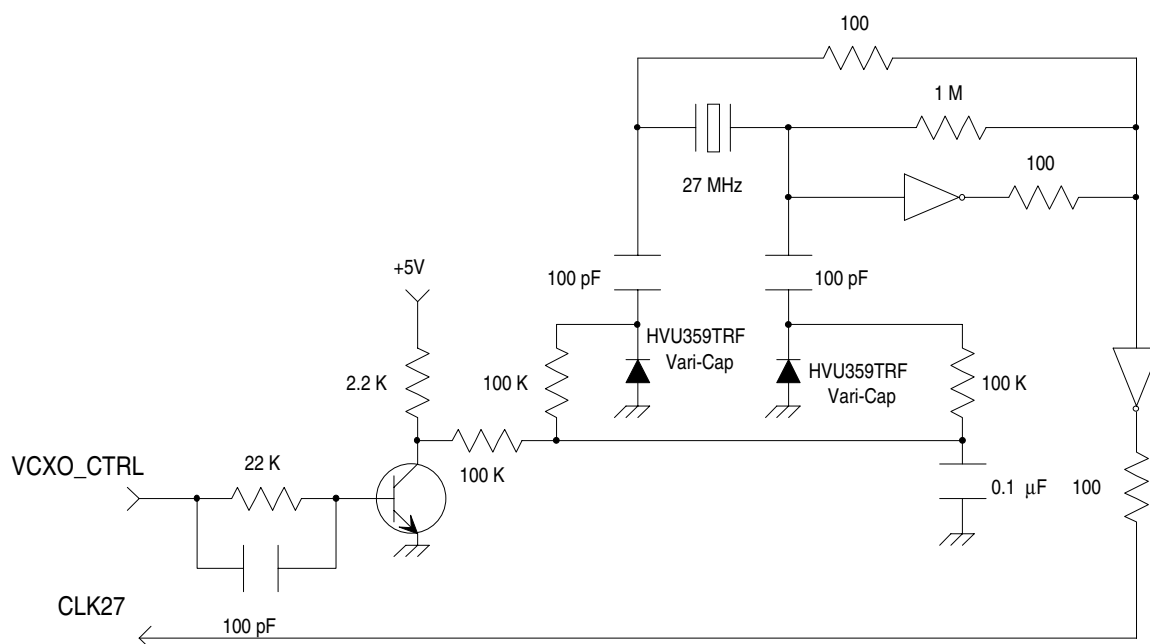 100
1 M
27 MHz
100
+5V
100 pF
100 pF
HVU359TRF
Vari-Cap
HVU359TRF
Vari-Cap
2.2 K
100 K
100 K
VCXO_CTRL
22 K
100 K
0.1 µF
100
CLK27
100 pF